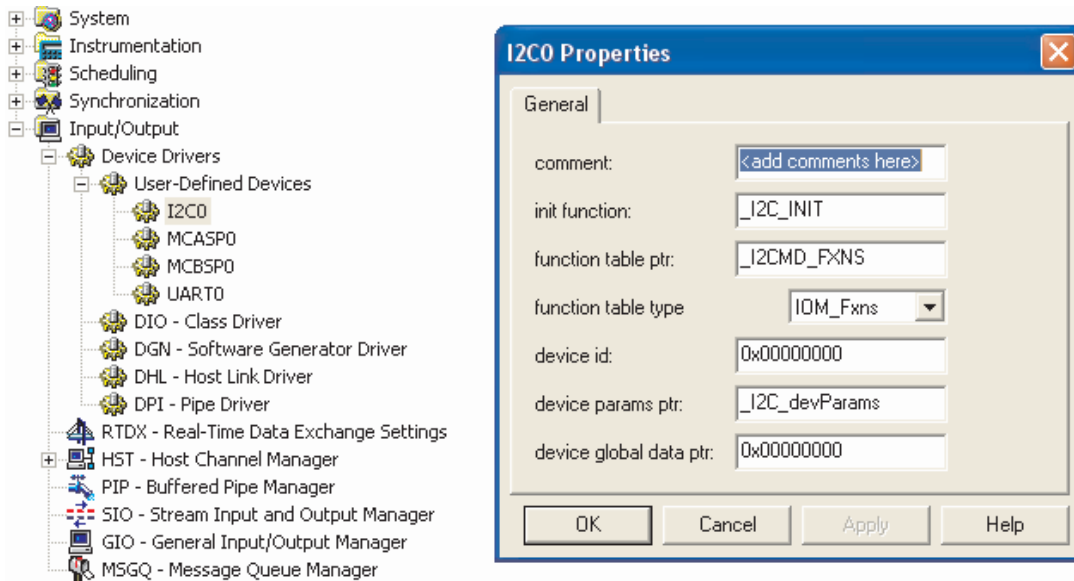 System
Instrumentation
Scheduling
Synchronization
Input/Output
Device Drivers
User-Defined Devices
I2C0
MCASP0
MCBSP0
UART0
DIO - Class Driver
DGN - Software Generator Driver
DHL - Host Link Driver
DPI - Pipe Driver
RTDX - Real-Time Data Exchange Settings
HST - Host Channel Manager
PIP - Buffered Pipe Manager
SIO - Stream Input and Output Manager
GIO - General Input/Output Manager
MSGQ - Message Queue Manager
I2C0 Properties
General
comment: <add comments here>
init function: _I2C_INIT
function table ptr: _I2CMD_FXNS
function table type IOM_Fxns
device id: 0x00000000
device params ptr: _I2C_devParams
device global data ptr: 0x00000000
OK Cancel Apply Help